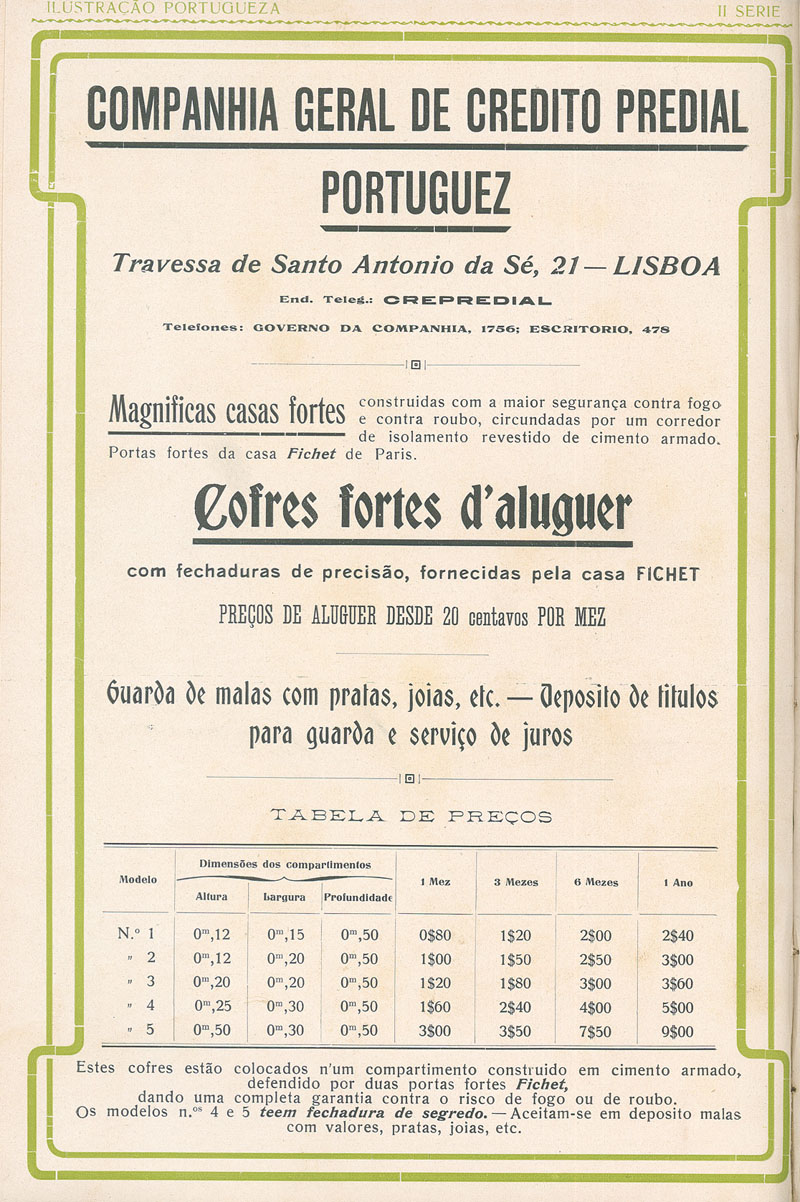 ILUSTRAÇÃO PORTUGUEZA II SERIE
COMPANHIA GERAL DE CREDITO PREDIAL
PORTUGUEZ
Travessa de Santo Antonio da Sé, 21 — LISBOA
End. Teleg.: CREPREDIAL
Telefones: GOVERNO DA COMPANHIA, 1756; ESCRITORIO, 478
Magnificas casas fortes construidas com a maior segurança contra fogo
e contra roubo, circundadas por um corredor
de isolamento revestido de cimento armado.
Portas fortes da casa Fichet de Paris.
Cofres fortes d'aluguer
com fechaduras de precisão, fornecidas pela casa FICHET
PREÇOS DE ALUGUER DESDE 20 centavos POR MEZ
Guarda de malas com pratas, joias, etc. — Deposito de titulos
para guarda e serviço de juros
TABELA DE PREÇOS
Modelo Dimensões dos compartimentos 1 Mez 3 Mezes 6 Mezes 1 Ano
Altura Largura Profundidade
N.º 1 0m,12 0m,15 0m,50 0$80 1$20 2$00 2$40
" 2 0m,12 0m,20 0m,50 1$00 1$50 2$50 3$00
" 3 0m,20 0m,20 0m,50 1$20 1$80 3$00 3$60
" 4 0m,25 0m,30 0m,50 1$60 2$40 4$00 5$00
" 5 0m,50 0m,30 0m,50 3$00 3$50 7$50 9$00
Estes cofres estão colocados n'um compartimento construido em cimento armado,
defendido por duas portas fortes Fichet,
dando uma completa garantia contra o risco de fogo ou de roubo.
Os modelos n.os 4 e 5 teem fechadura de segredo. — Aceitam-se em deposito malas
com valores, pratas, joias, etc.